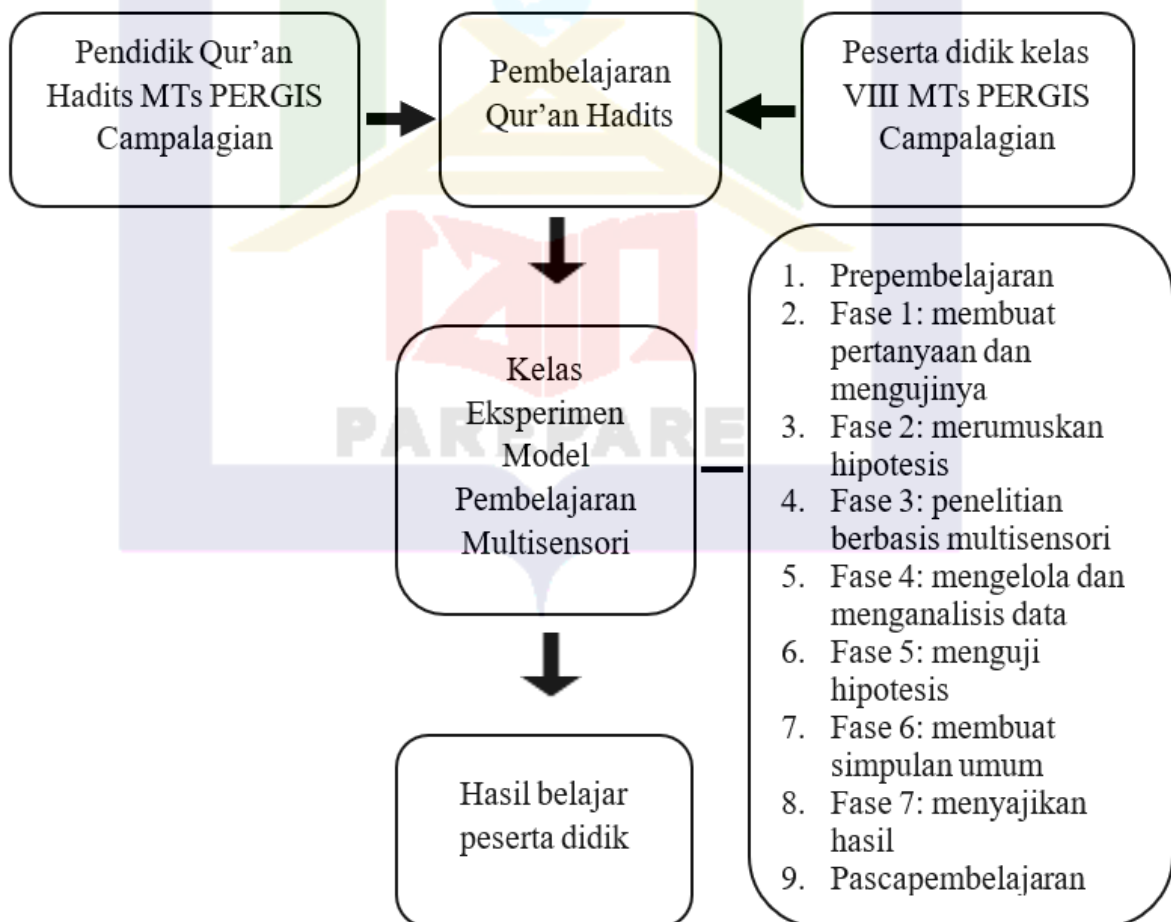 Pendidik Qur’an
Hadits MTs PERGIS
Campalagian
Pembelajaran
Qur’an Hadits
Peserta didik kelas
VIII MTs PERGIS
Campalagian
Kelas
Eksperimen
Model
Pembelajaran
Multisensori
1. Prepembelajaran
2. Fase 1: membuat
pertanyaan dan
mengujinya
3. Fase 2: merumuskan
hipotesis
4. Fase 3: penelitian
berbasis multisensori
5. Fase 4: mengelola dan
menganalisis data
6. Fase 5: menguji
hipotesis
7. Fase 6: membuat
simpulan umum
8. Fase 7: menyajikan
hasil
9. Pascapembelajaran
Hasil belajar
peserta didik
PAREPARE